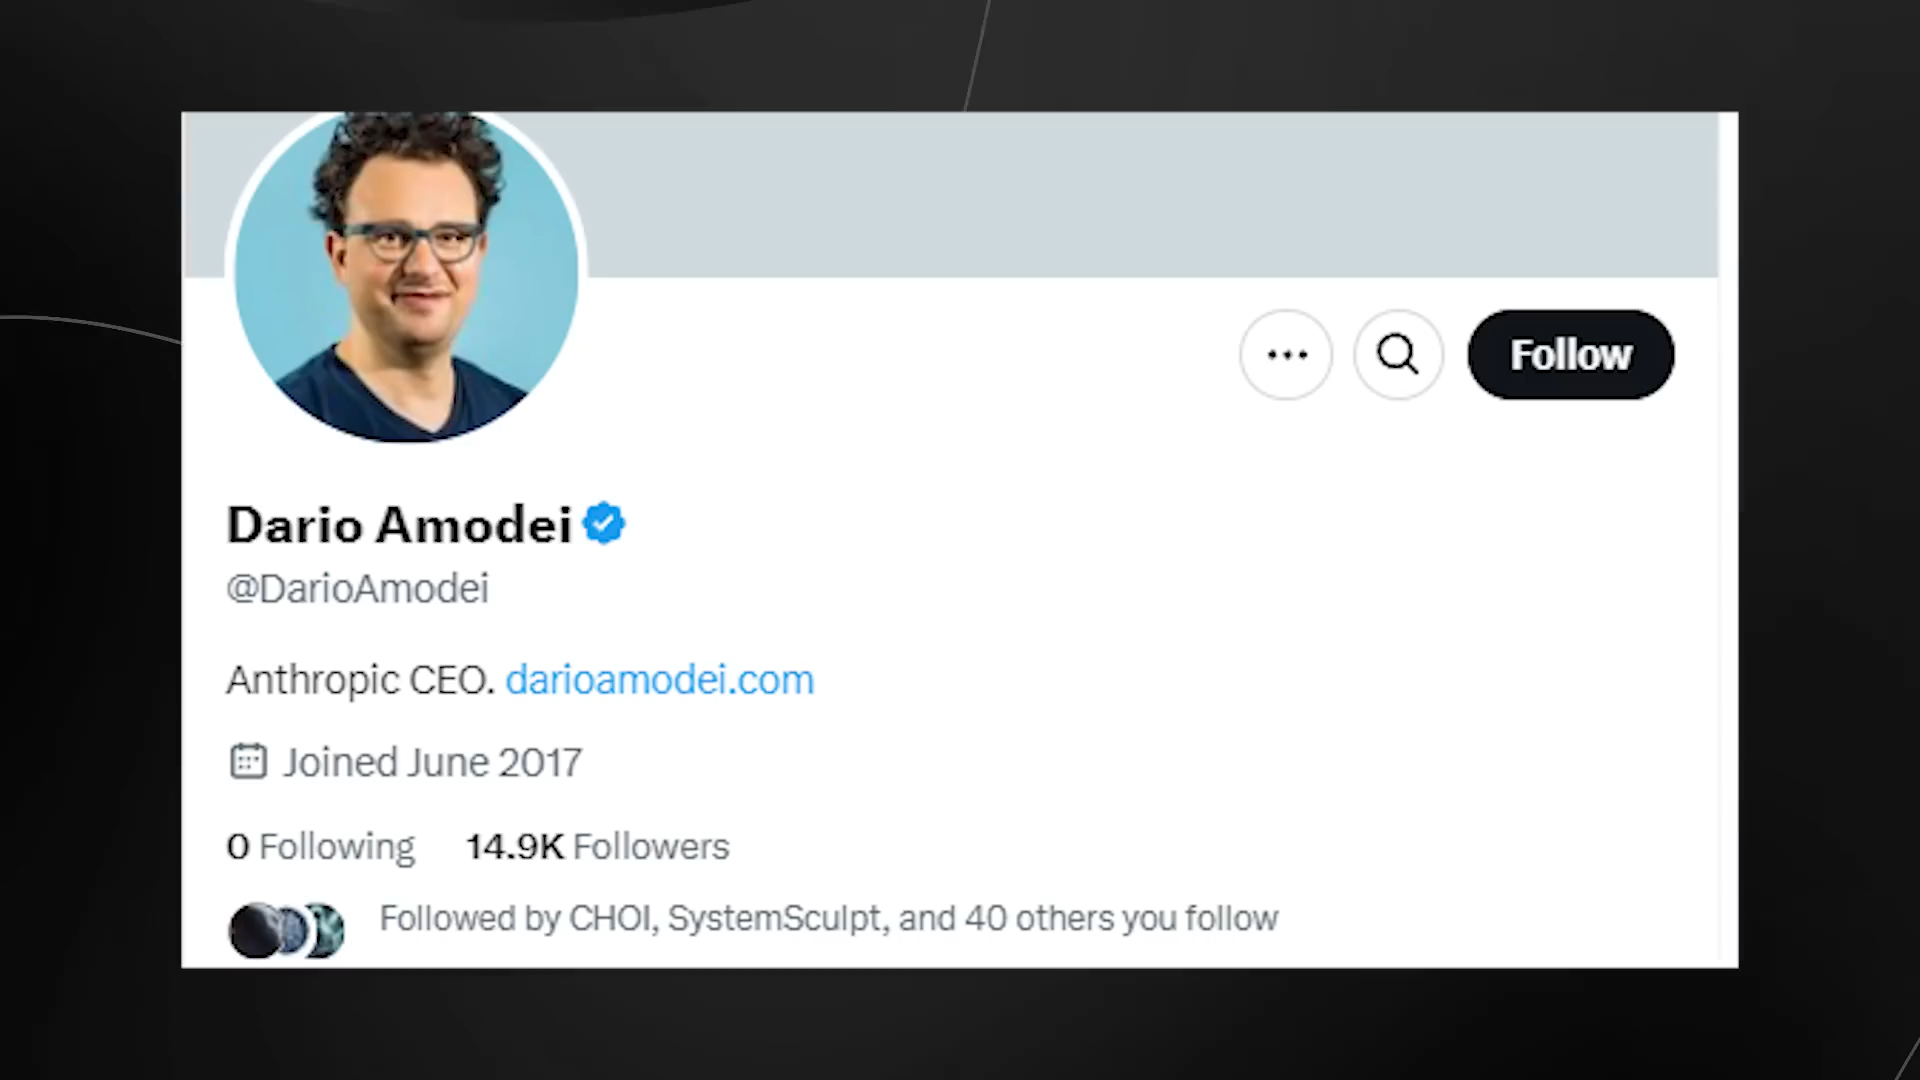 Follow
Dario Amodei
@DarioAmodei
Anthropic CEO. darioamodei.com
Joined June 2017
0 Following 14.9K Followers
Followed by CHOI, SystemSculpt, and 40 others you follow